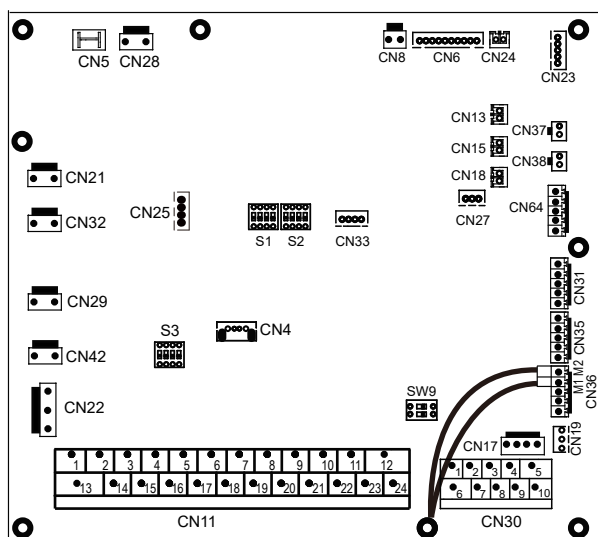 CN5
CN28
CN8
CN6
CN24
CN23
CN13
CN37
CN15
CN38
CN18
CN21
CN25
CN27
CN64
CN32
S1
S2
CN33
CN31
CN29
CN4
CN35
S3
CN42
M1 M2
CN36
CN22
SW9
CN17
CN19
1 2 3 4 5 6 7 8 9 10 11 12
13 14 15 16 17 18 19 20 21 22 23 24
CN11
1 2 3 4 5
6 7 8 9 10
CN30